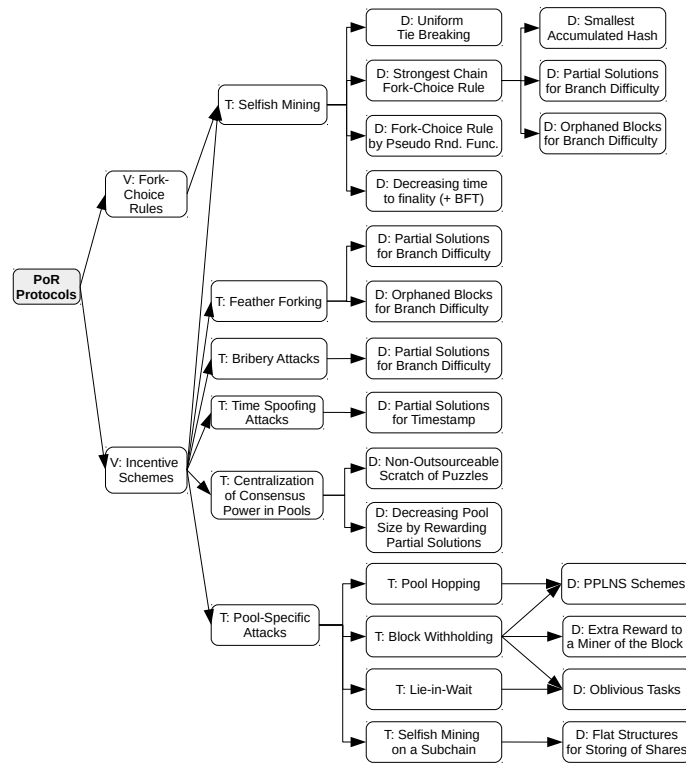 PoR
Protocols
V: Fork-
Choice
Rules
V: Incentive
Schemes
T: Selfish Mining
T: Feather Forking
T: Bribery Attacks
T: Time Spoofing
Attacks
T: Centralization
of Consensus
Power in Pools
T: Pool-Specific
Attacks
D: Uniform
Tie Breaking
D: Strongest Chain
Fork-Choice Rule
D: Fork-Choice Rule
by Pseudo Rnd. Func.
D: Decreasing time
to finality (+ BFT)
D: Smallest
Accumulated Hash
D: Partial Solutions
for Branch Difficulty
D: Orphaned Blocks
for Branch Difficulty
D: Partial Solutions
for Branch Difficulty
D: Orphaned Blocks
for Branch Difficulty
D: Partial Solutions
for Branch Difficulty
D: Partial Solutions
for Timestamp
D: Non-Outsourceable
Scratch of Puzzles
D: Decreasing Pool
Size by Rewarding
Partial Solutions
T: Pool Hopping
T: Block Withholding
T: Lie-in-Wait
T: Selfish Mining
on a Subchain
D: PPLNS Schemes
D: Extra Reward to
a Miner of the Block
D: Oblivious Tasks
D: Flat Structures
for Storing of Shares